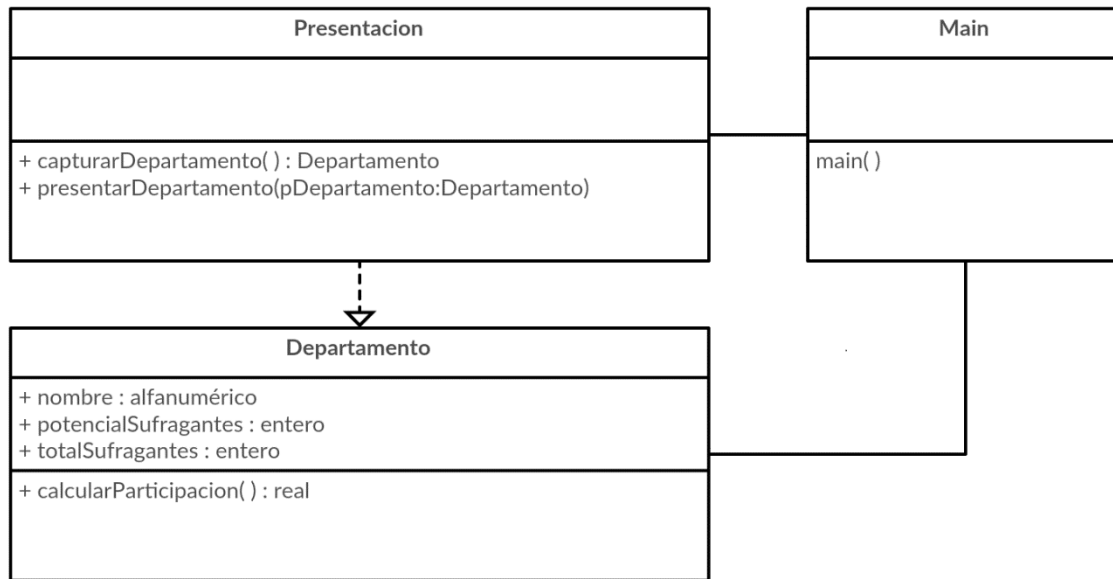 Presentacion
+ capturarDepartamento( ) : Departamento
+ presentarDepartamento(pDepartamento:Departamento)
Main
main( )
Departamento
+ nombre : alfanumérico
+ potencialSufragantes : entero
+ totalSufragantes : entero
+ calcularParticipacion( ) : real